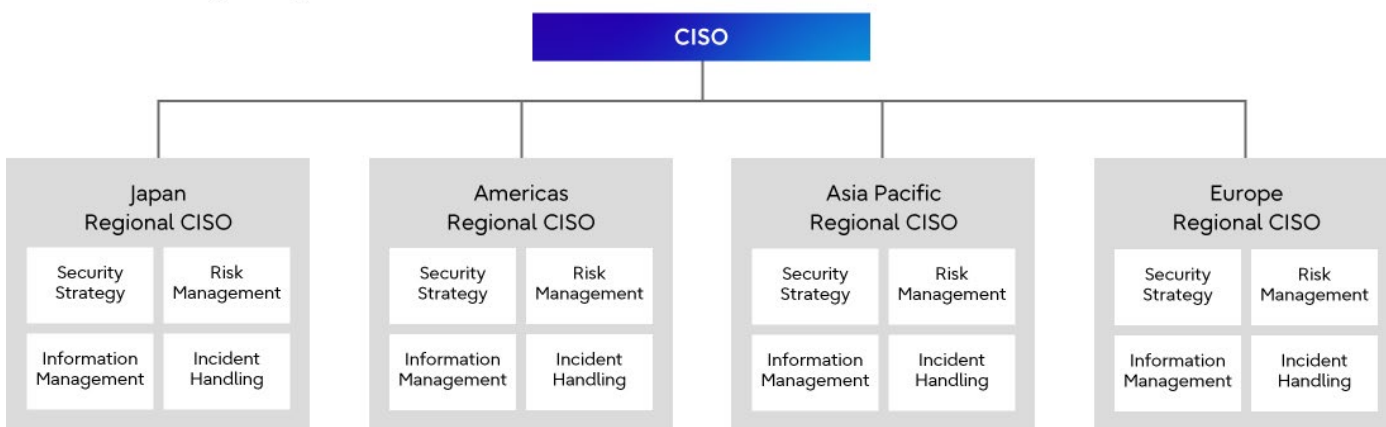 CISO
Japan
Regional CISO
Security
Strategy
Risk
Management
Information
Management
Incident
Handling
Americas
Regional CISO
Security
Strategy
Risk
Management
Information
Management
Incident
Handling
Asia Pacific
Regional CISO
Security
Strategy
Risk
Management
Information
Management
Incident
Handling
Europe
Regional CISO
Security
Strategy
Risk
Management
Information
Management
Incident
Handling